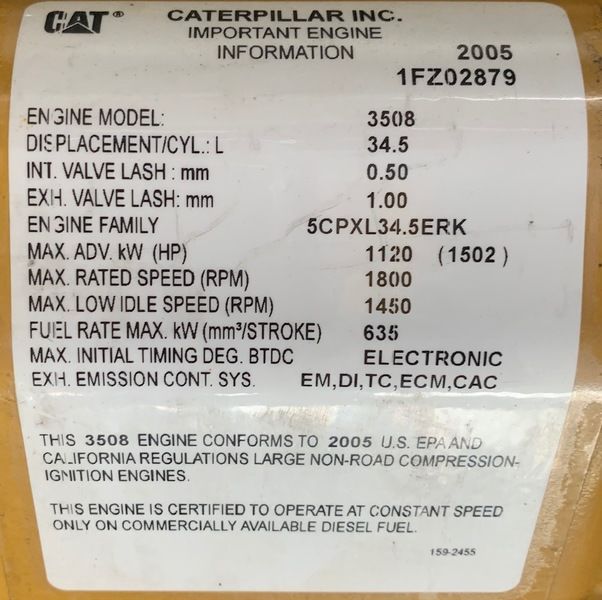 CAT® CATERPILLAR INC.
IMPORTANT ENGINE
INFORMATION 2005
1FZ02879
ENGINE MODEL: 3508
DISPLACEMENT/CYL.: L 34.5
INT. VALVE LASH : mm 0.50
EXH. VALVE LASH: mm 1.00
ENGINE FAMILY 5CPXL34.5ERK
MAX. ADV. kW (HP) 1120 (1502 )
MAX. RATED SPEED (RPM) 1800
MAX. LOW IDLE SPEED (RPM) 1450
FUEL RATE MAX. kW (mm³/STROKE) 635
MAX. INITIAL TIMING DEG. BTDC ELECTRONIC
EXH. EMISSION CONT. SYS. EM,DI,TC,ECM,CAC
THIS 3508 ENGINE CONFORMS TO 2005 U.S. EPA AND
CALIFORNIA REGULATIONS LARGE NON-ROAD COMPRESSION-
IGNITION ENGINES.
THIS ENGINE IS CERTIFIED TO OPERATE AT CONSTANT SPEED
ONLY ON COMMERCIALLY AVAILABLE DIESEL FUEL.
159-2455